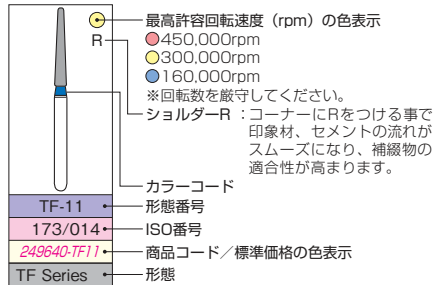 最高許容回転速度（rpm）の色表示
R
450,000rpm
300,000rpm
160,000rpm
※回転数を厳守してください。
ショルダーR：コーナーにRをつける事で
印象材、セメントの流れが
スムーズになり、補綴物の
適合性が高まります。
カラーコード
TF-11 形態番号
173/014 ISO番号
249640-TF11 商品コード／標準価格の色表示
TF Series 形態